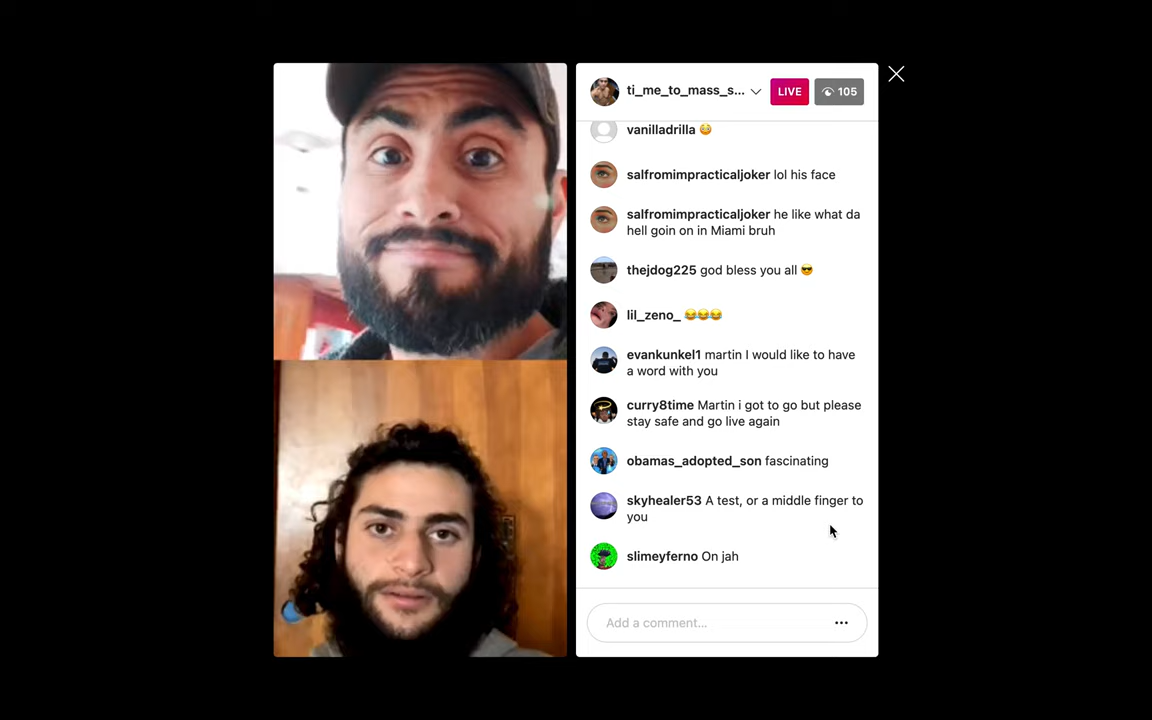 ti_me_to_mass_s... LIVE 105
vanilladrilla 😳
salfromimpracticaljoker lol his face
salfromimpracticaljoker he like what da
hell goin on in Miami bruh
thejdog225 god bless you all 😎
lil_zeno_ 😂😂😂
evankunkel1 martin I would like to have
a word with you
curry8time Martin i got to go but please
stay safe and go live again
obamas_adopted_son fascinating
skyhealer53 A test, or a middle finger to
you
slimeyferno On jah
Add a comment...